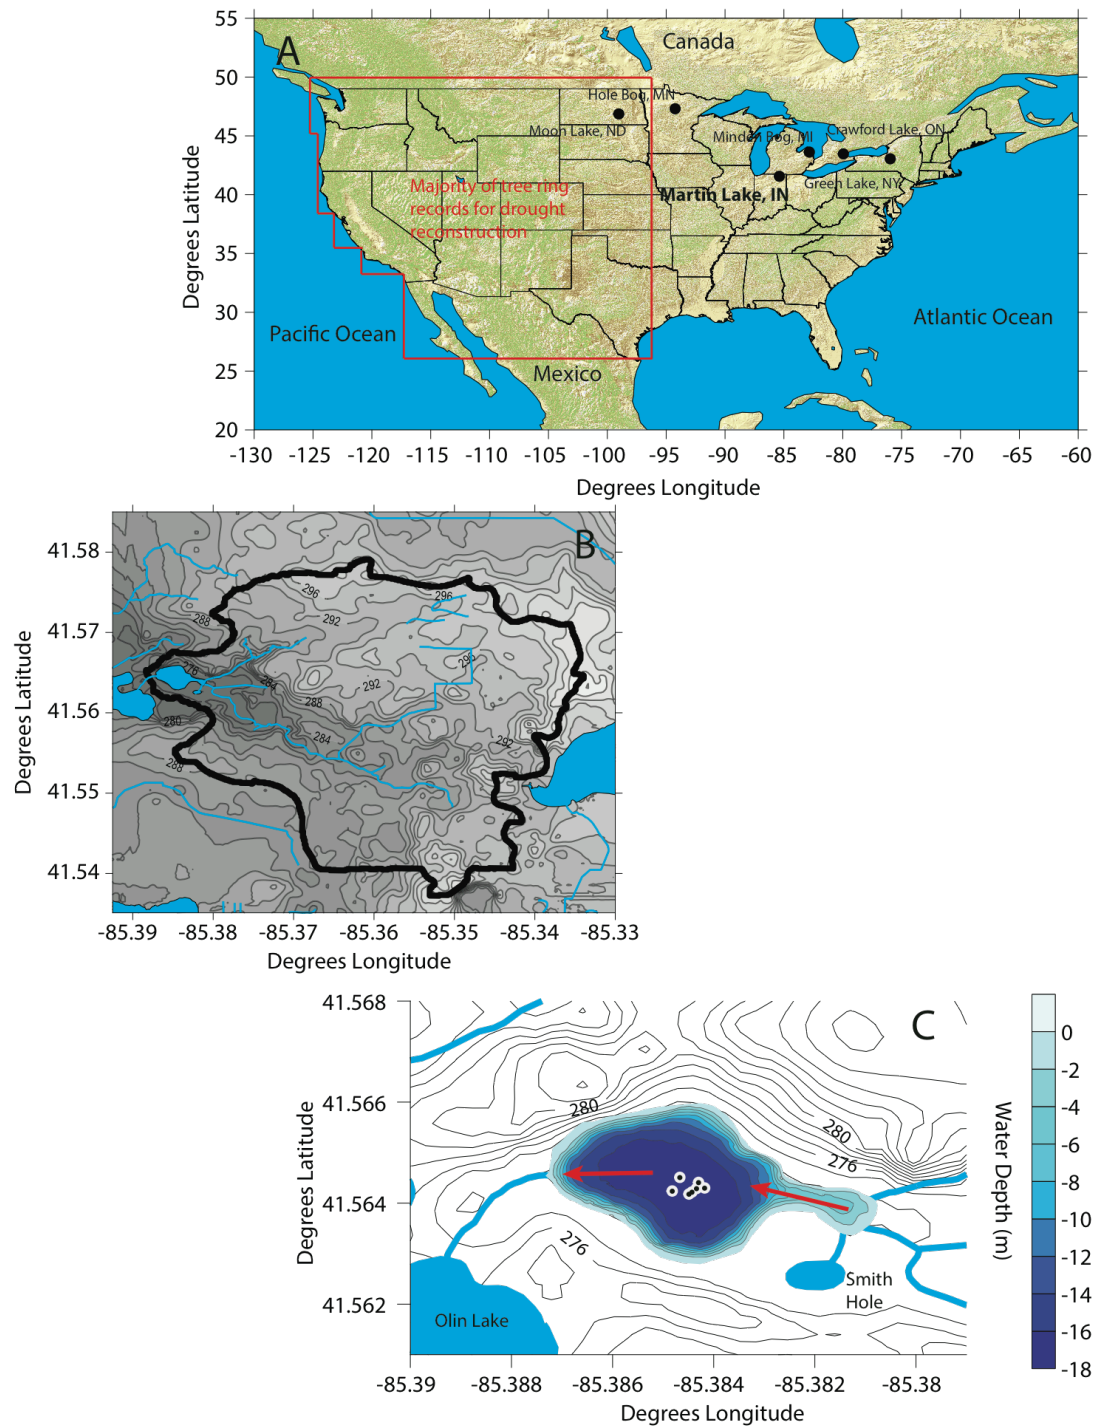 A
55
50
45
40
35
30
25
20
Degrees Latitude
Canada
Hole Bog, MN
Moon Lake, ND
Minden Bog, MI
Crawford Lake, ON
Green Lake, NY
Martin Lake, IN
Majority of tree ring
records for drought
recgnstruction
Pacific Ocean
Atlantic Ocean
Mexico
-130 -125 -120 -115 -110 -105 -100 -95 -90 -85 -80 -75 -70 -65 -60
Degrees Longitude
B
41.58
41.57
41.56
41.55
41.54
Degrees Latitude
296
296
292
288
296
276
284
292
288
280
284
292
288
-85.39 -85.38 -85.37 -85.36 -85.35 -85.34 -85.33
Degrees Longitude
C
41.568
41.566
41.564
41.562
Degrees Latitude
280
280
276
276
Smith
Hole
Olin Lake
-85.39 -85.388 -85.386 -85.384 -85.382 -85.38
Degrees Longitude
0
-2
-4
-6
-8
-10
-12
-14
-16
-18
Water Depth (m)